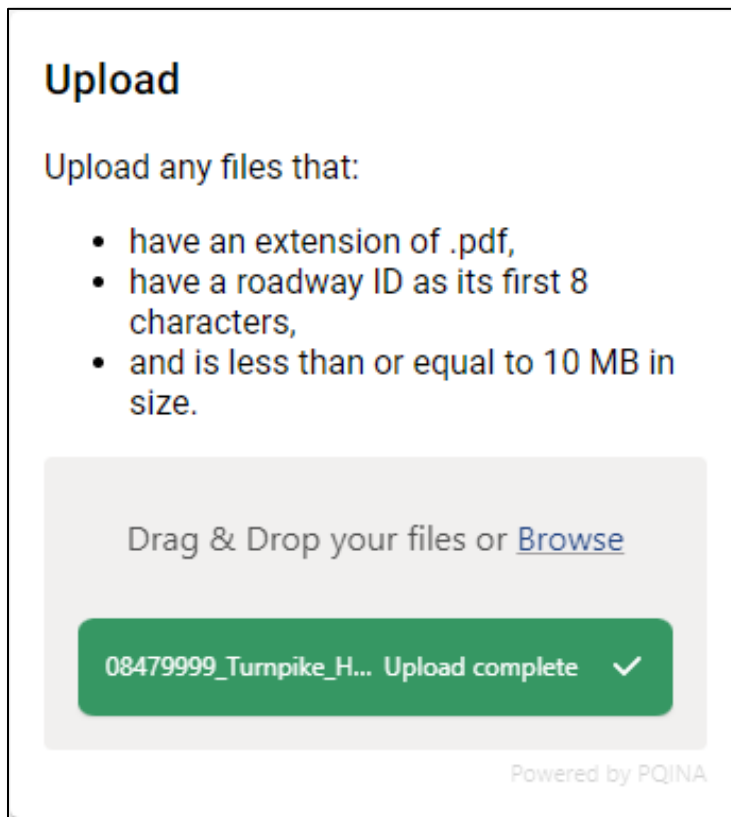 Upload
Upload any files that:
• have an extension of .pdf,
• have a roadway ID as its first 8
characters,
• and is less than or equal to 10 MB in
size.
Drag & Drop your files or Browse
08479999_Turnpike_H... Upload complete
Powered by PQINA